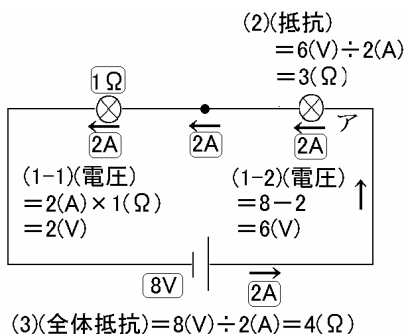 (2)(抵抗)
=6(V)÷2(A)
=3(Ω)
1Ω
ア
2A
2A
2A
(1-1)(電圧)
=2(A)×1(Ω)
=2(V)
(1-2)(電圧)
=8-2
=6(V)
8V
2A
(3)(全体抵抗)=8(V)÷2(A)=4(Ω)